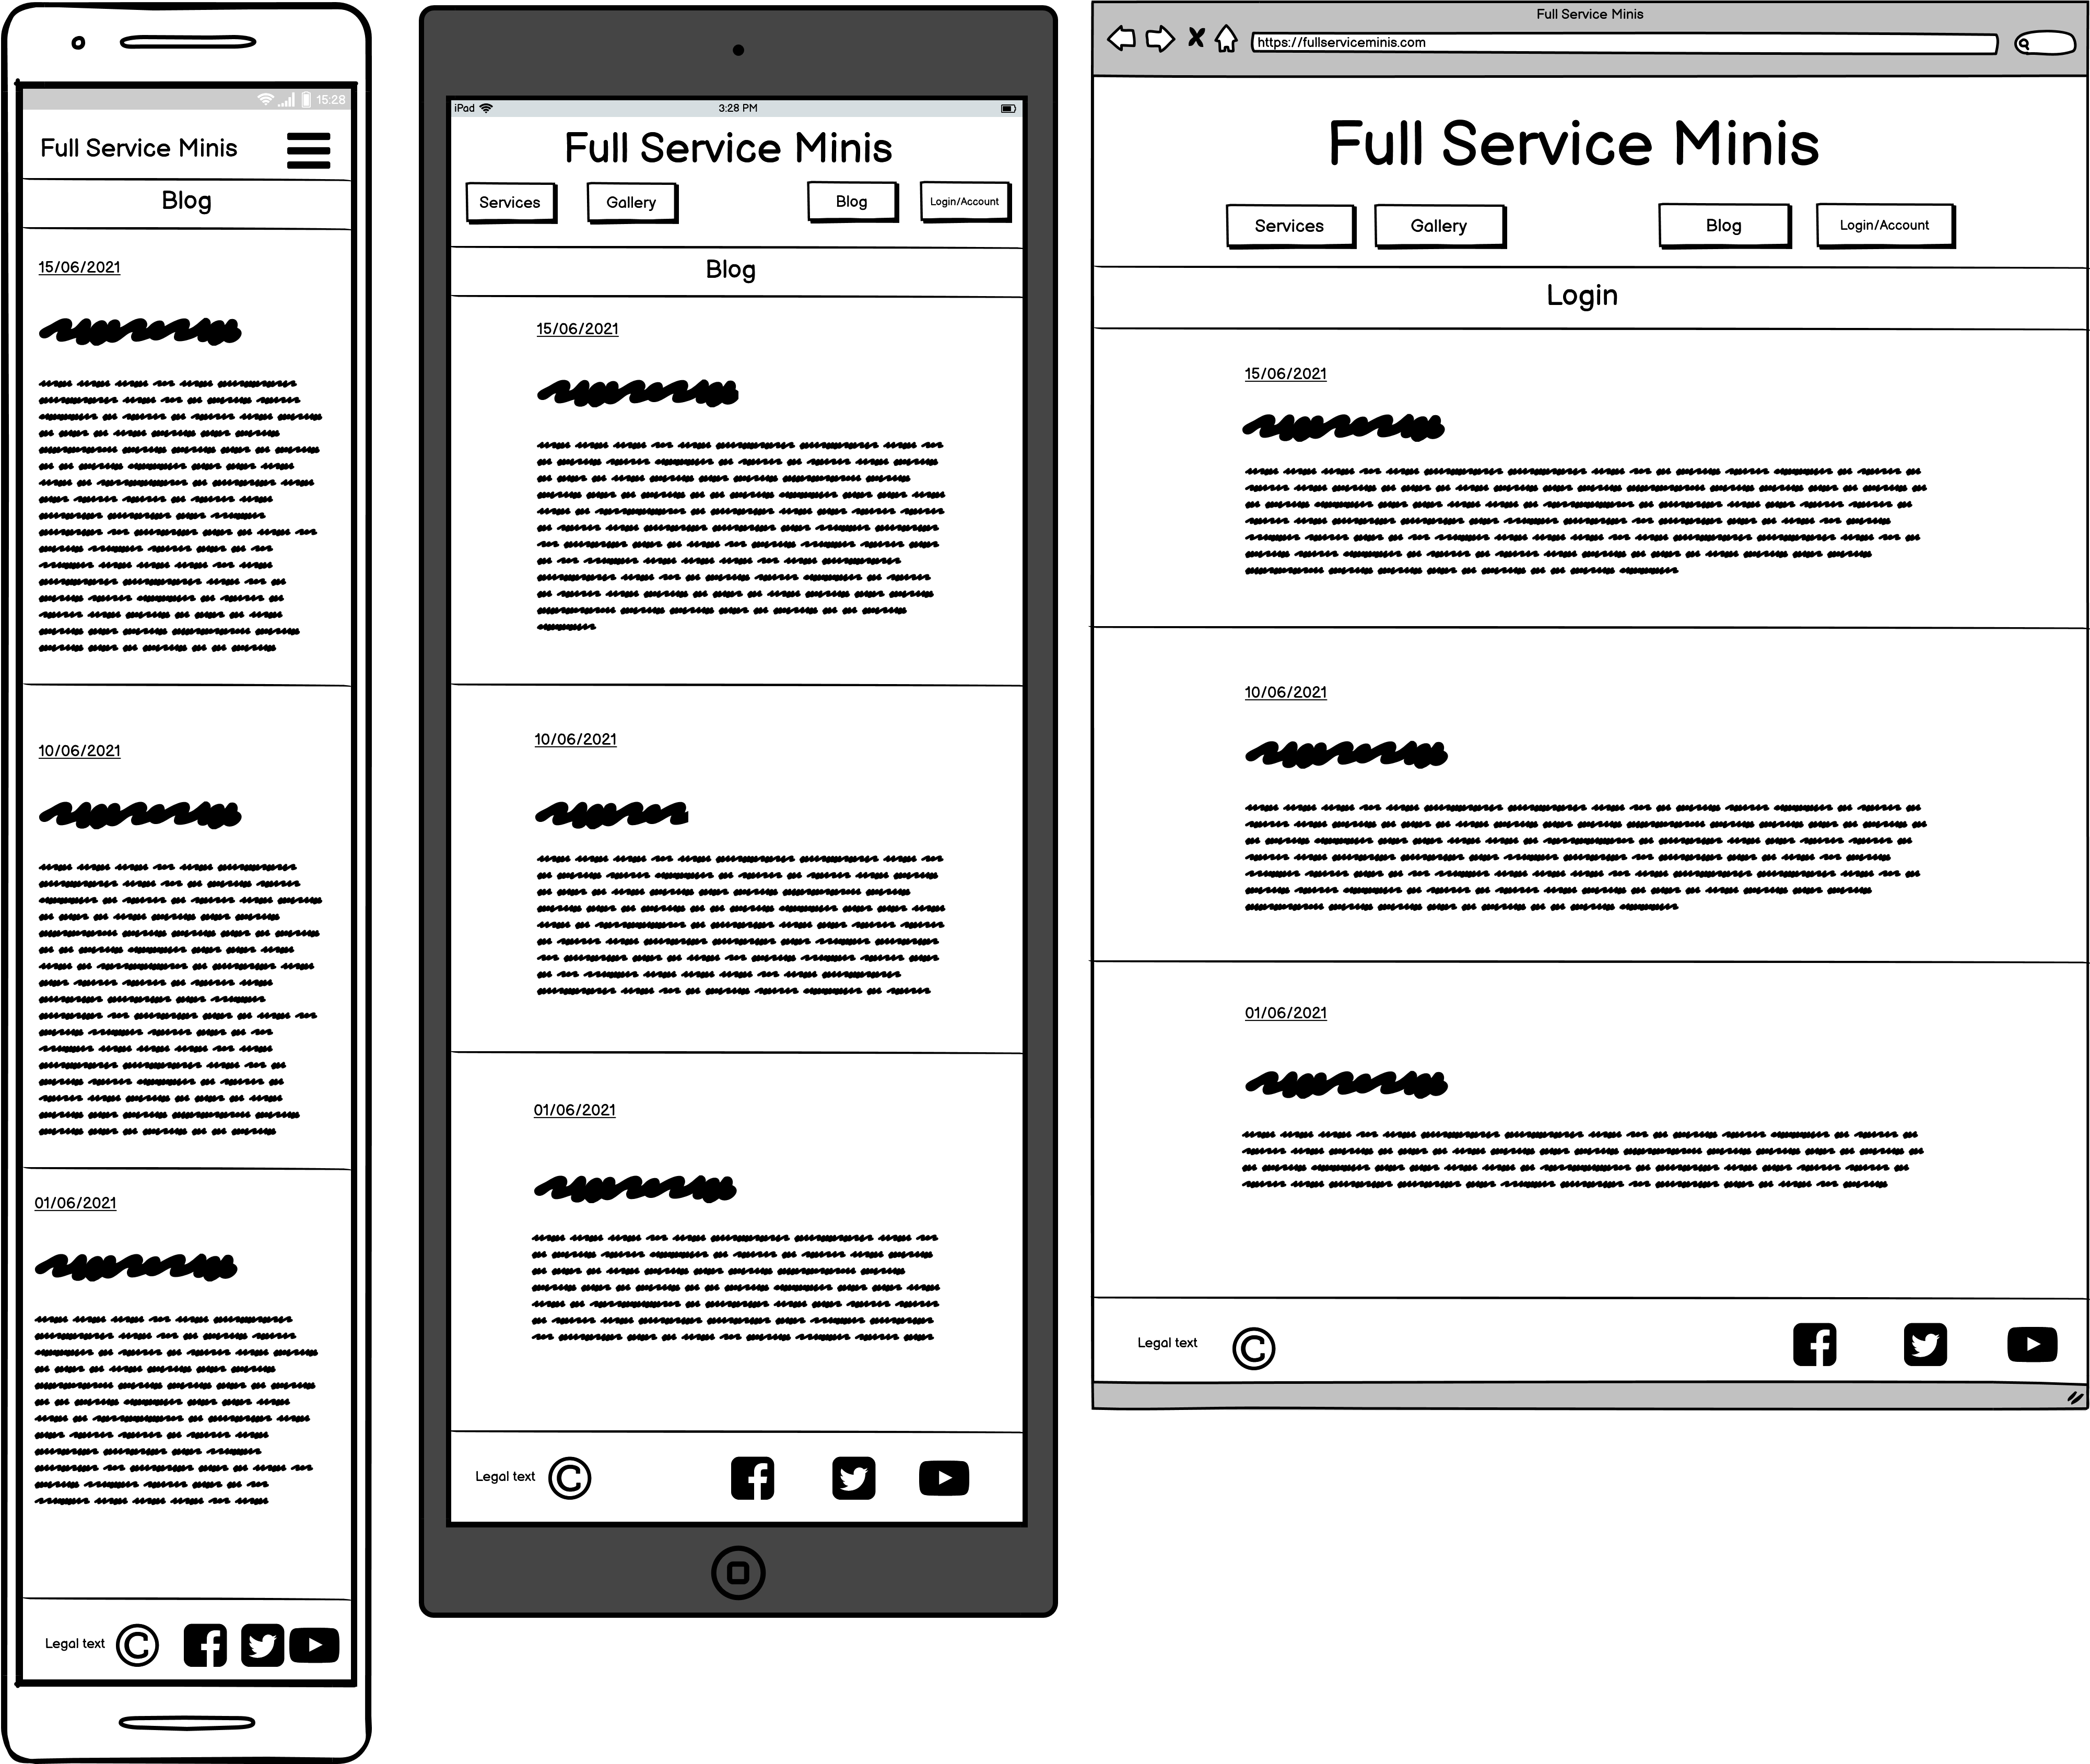 15:28
Full Service Minis
Blog
15/06/2021
10/06/2021
01/06/2021
Legal text ©
iPad 3:28 PM
Full Service Minis
Services Gallery Blog Login/Account
Blog
15/06/2021
10/06/2021
01/06/2021
Legal text ©
Full Service Minis
https://fullserviceminis.com
Full Service Minis
Services Gallery Blog Login/Account
Login
15/06/2021
10/06/2021
01/06/2021
Legal text ©